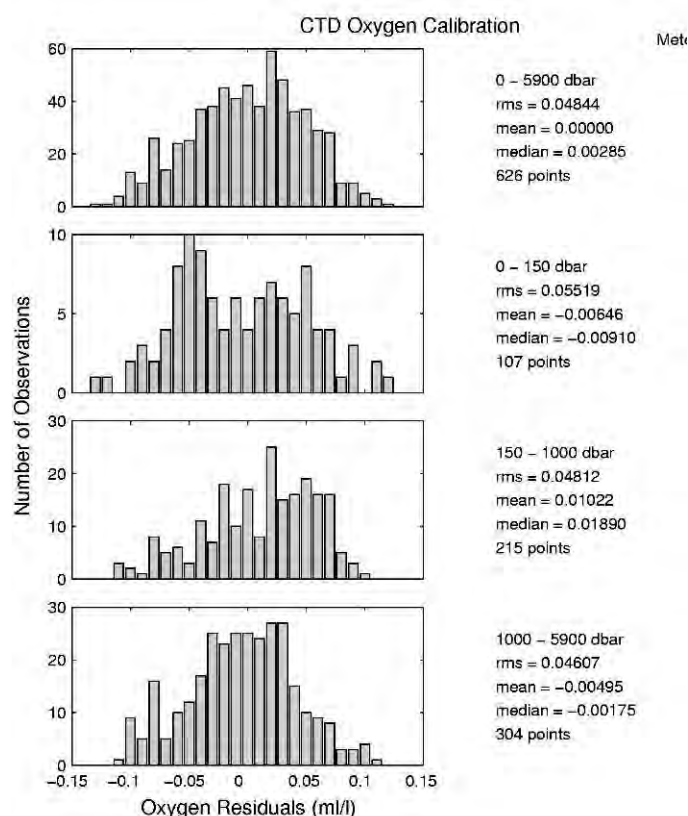 CTD Oxygen Calibration
Mete
60
40
20
0
0 – 5900 dbar
rms = 0.04844
mean = 0.00000
median = 0.00285
626 points
10
5
0
0 – 150 dbar
rms = 0.05519
mean = –0.00646
median = –0.00910
107 points
Number of Observations
30
20
10
0
150 – 1000 dbar
rms = 0.04812
mean = 0.01022
median = 0.01890
215 points
30
20
10
0
1000 – 5900 dbar
rms = 0.04607
mean = –0.00495
median = –0.00175
304 points
–0.15 –0.1 –0.05 0 0.05 0.1 0.15
Oxygen Residuals (ml/l)